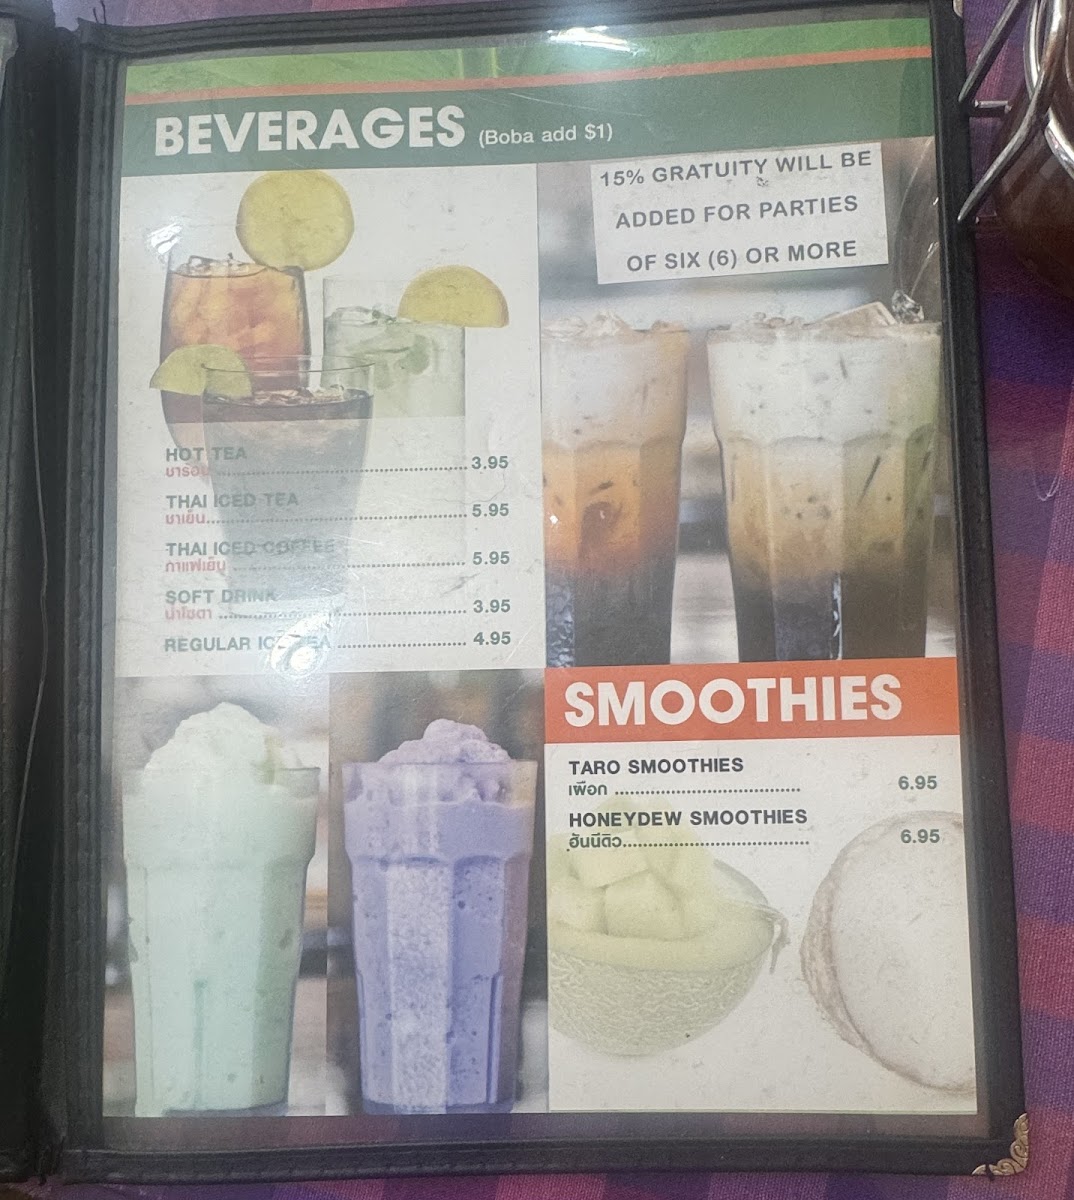 BEVERAGES (Boba add $1)
15% GRATUITY WILL BE
ADDED FOR PARTIES
OF SIX (6) OR MORE
HOT TEA
ชาร้อน ........ 3.95
THAI ICED TEA
ชาเย็น ........ 5.95
THAI ICED COFFEE
กาแฟเย็น ........ 5.95
SOFT DRINK
น้ำโซดา ........ 3.95
REGULAR ICE TEA ........ 4.95
SMOOTHIES
TARO SMOOTHIES
เผือก ........ 6.95
HONEYDEW SMOOTHIES
ฮันนีดิว ........ 6.95